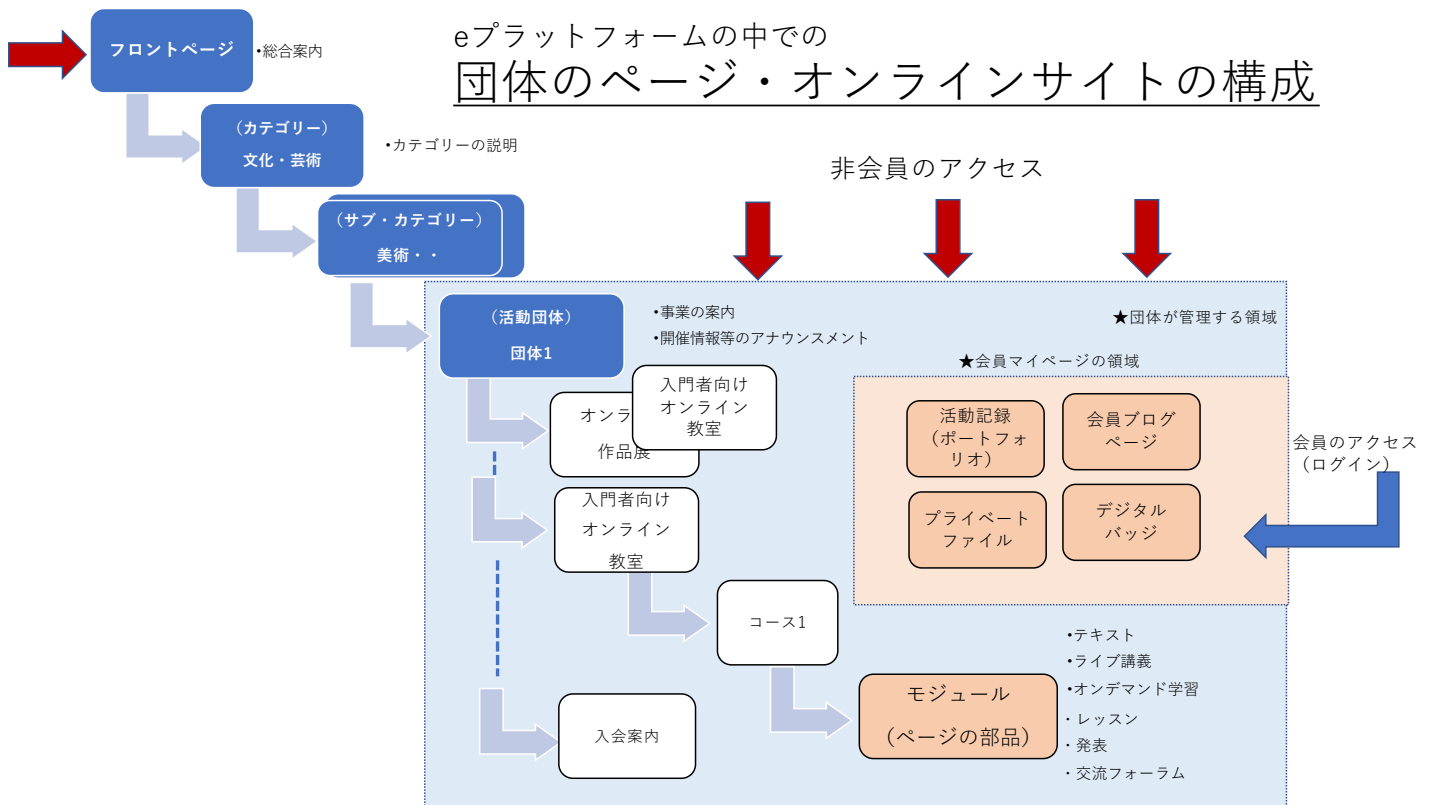 eプラットフォームの中での
団体のページ・オンラインサイトの構成
フロントページ
•総合案内
（カテゴリー）
文化・芸術
•カテゴリーの説明
（サブ・カテゴリー）
美術・・
非会員のアクセス
（活動団体）
団体1
•事業の案内
•開催情報等のアナウンスメント
★団体が管理する領域
★会員マイページの領域
オンラ
作品展
入門者向け
オンライン
教室
活動記録
（ポートフォ
リオ）
会員ブログ
ページ
プライベート
ファイル
デジタル
バッジ
会員のアクセス
（ログイン）
入門者向け
オンライン
教室
コース1
モジュール
（ページの部品）
•テキスト
•ライブ講義
•オンデマンド学習
・レッスン
・発表
・交流フォーラム
入会案内